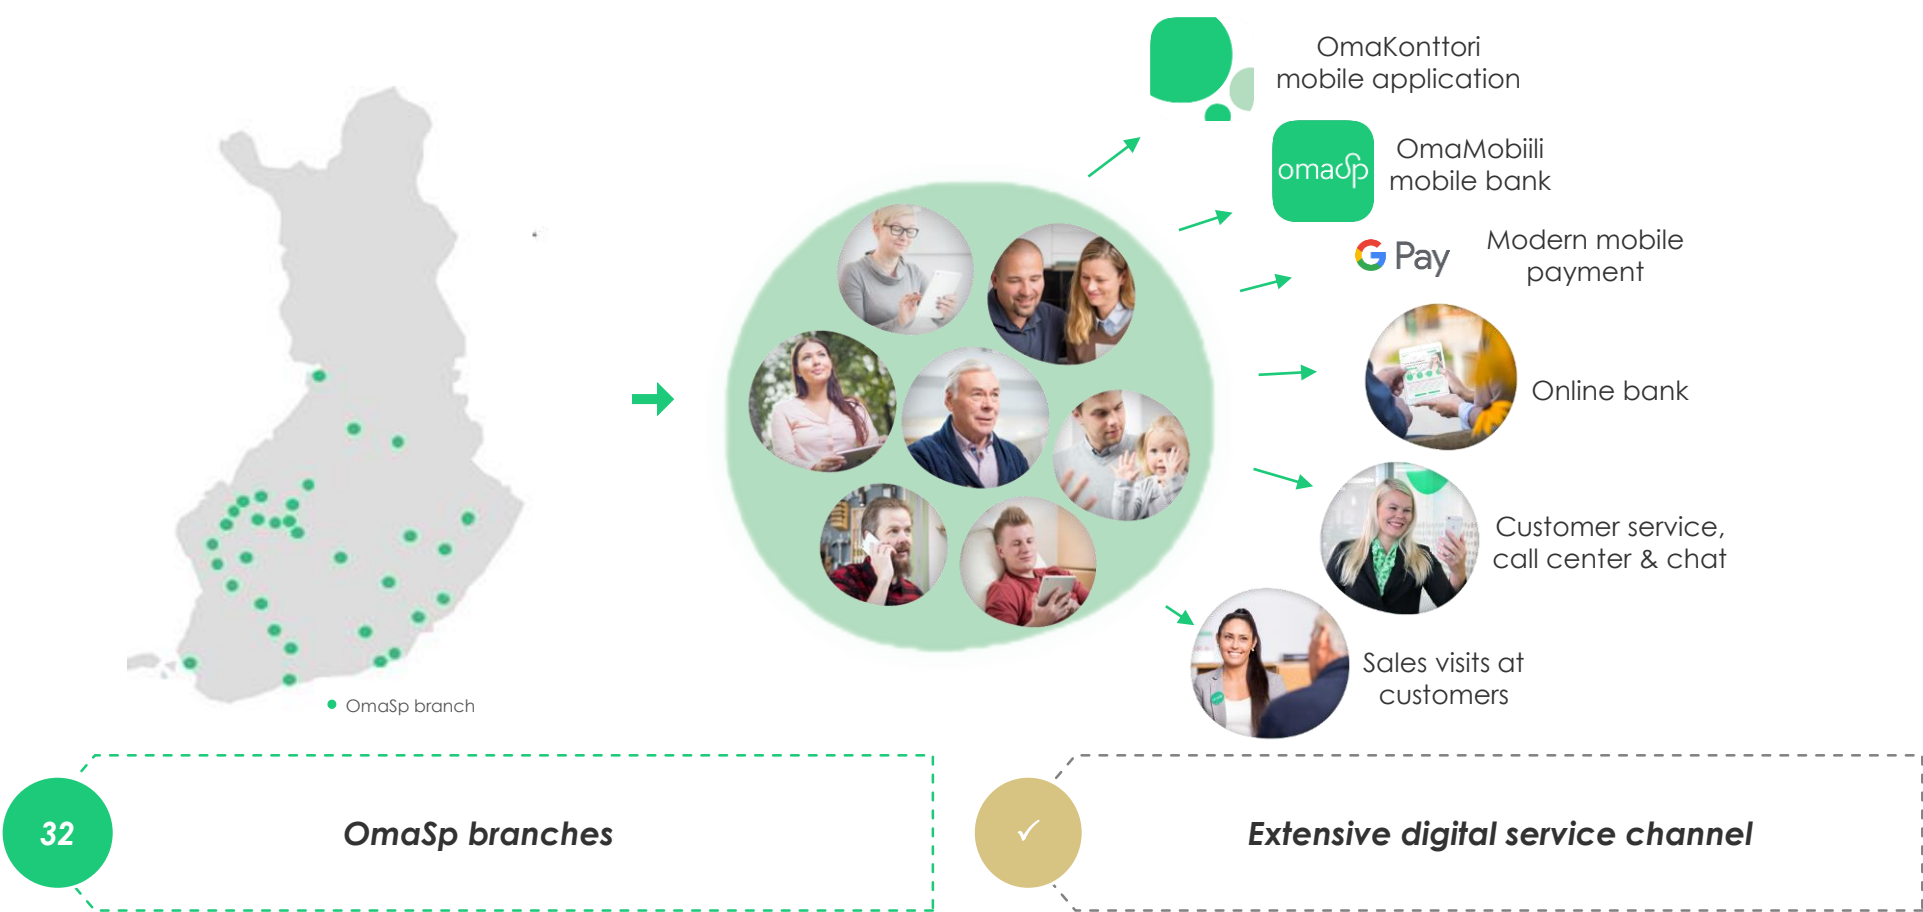 OmaKonttori
mobile application
omaSp
OmaMobiili
mobile bank
G Pay
Modern mobile
payment
Online bank
Customer service,
call center & chat
Sales visits at
customers
OmaSp branch
32
OmaSp branches
✓
Extensive digital service channel